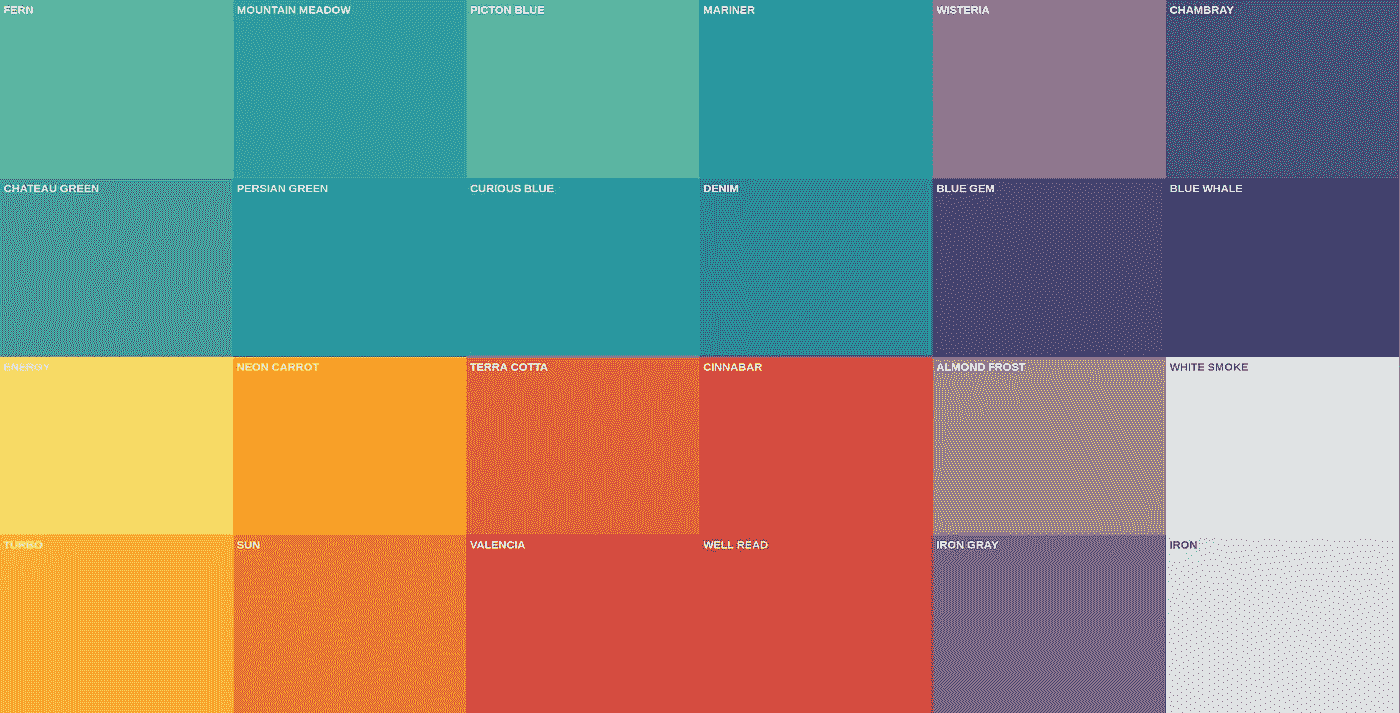 FERN
MOUNTAIN MEADOW
PICTON BLUE
MARINER
WISTERIA
CHAMBRAY
CHATEAU GREEN
PERSIAN GREEN
CURIOUS BLUE
DENIM
BLUE GEM
BLUE WHALE
ENERGY
NEON CARROT
TERRA COTTA
CINNABAR
ALMOND FROST
WHITE SMOKE
TURBO
SUN
VALENCIA
WELL READ
IRON GRAY
IRON